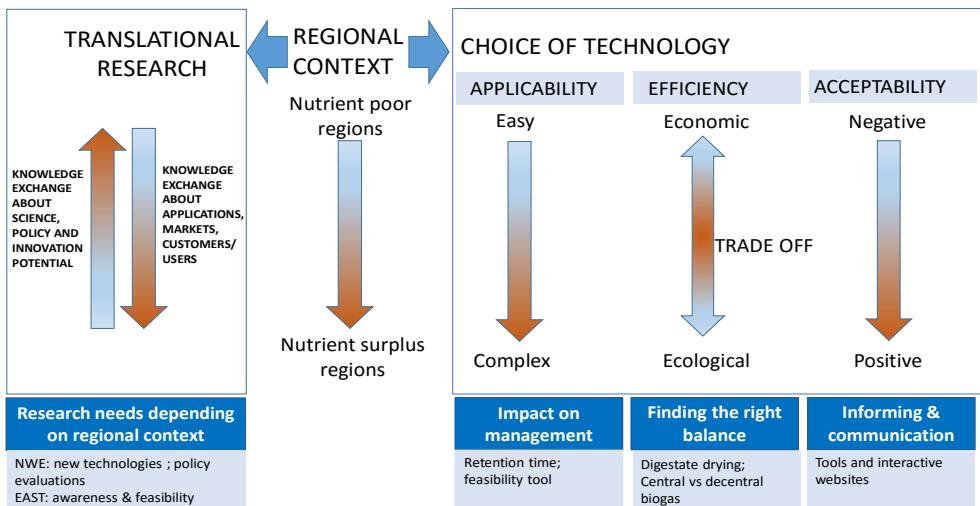 TRANSLATIONAL
RESEARCH
KNOWLEDGE
EXCHANGE
ABOUT
SCIENCE,
POLICY AND
INNOVATION
POTENTIAL
KNOWLEDGE
EXCHANGE
ABOUT
APPLICATIONS,
MARKETS,
CUSTOMERS/
USERS
Research needs depending
on regional context
NWE: new technologies ; policy
evaluations
EAST: awareness & feasibility
REGIONAL
CONTEXT
Nutrient poor
regions
Nutrient surplus
regions
CHOICE OF TECHNOLOGY
APPLICABILITY
Easy
Complex
Impact on
management
Retention time;
feasibility tool
EFFICIENCY
Economic
TRADE OFF
Ecological
Finding the right
balance
Digestate drying;
Central vs decentral
biogas
ACCEPTABILITY
Negative
Positive
Informing &
communication
Tools and interactive
websites